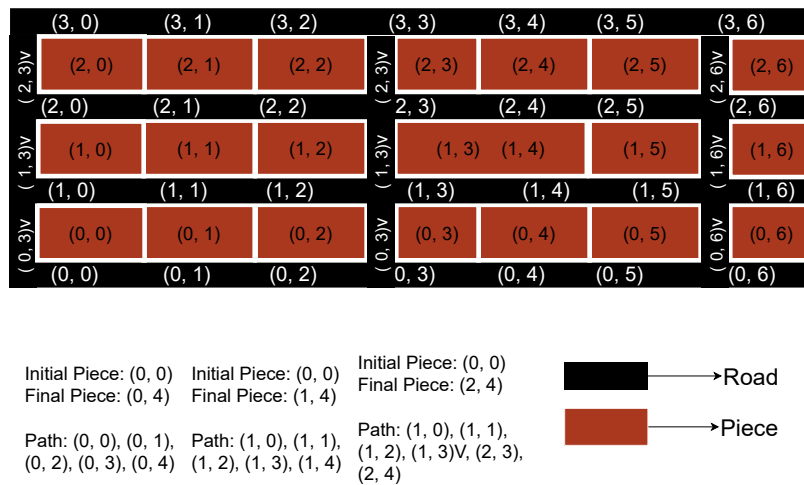 (3, 0) (3, 1) (3, 2) (3, 3) (3, 4) (3, 5) (3, 6)
( 2, 3)v (2, 0) (2, 1) (2, 2) ( 2, 3)v (2, 3) (2, 4) (2, 5) ( 2, 6)v (2, 6)
(2, 0) (2, 1) (2, 2) 2, 3) (2, 4) (2, 5) (2, 6)
( 1, 3)v (1, 0) (1, 1) (1, 2) ( 1, 3)v (1, 3) (1, 4) (1, 5) ( 1, 6)v (1, 6)
(1, 0) (1, 1) (1, 2) (1, 3) (1, 4) (1, 5) (1, 6)
( 0, 3)v (0, 0) (0, 1) (0, 2) ( 0, 3)v (0, 3) (0, 4) (0, 5) ( 0, 6)v (0, 6)
(0, 0) (0, 1) (0, 2) 0, 3) (0, 4) (0, 5) (0, 6)
Initial Piece: (0, 0)
Final Piece: (0, 4)
Path: (0, 0), (0, 1),
(0, 2), (0, 3), (0, 4)
Initial Piece: (0, 0)
Final Piece: (1, 4)
Path: (1, 0), (1, 1),
(1, 2), (1, 3), (1, 4)
Initial Piece: (0, 0)
Final Piece: (2, 4)
Path: (1, 0), (1, 1),
(1, 2), (1, 3)V, (2, 3),
(2, 4)
Road
Piece